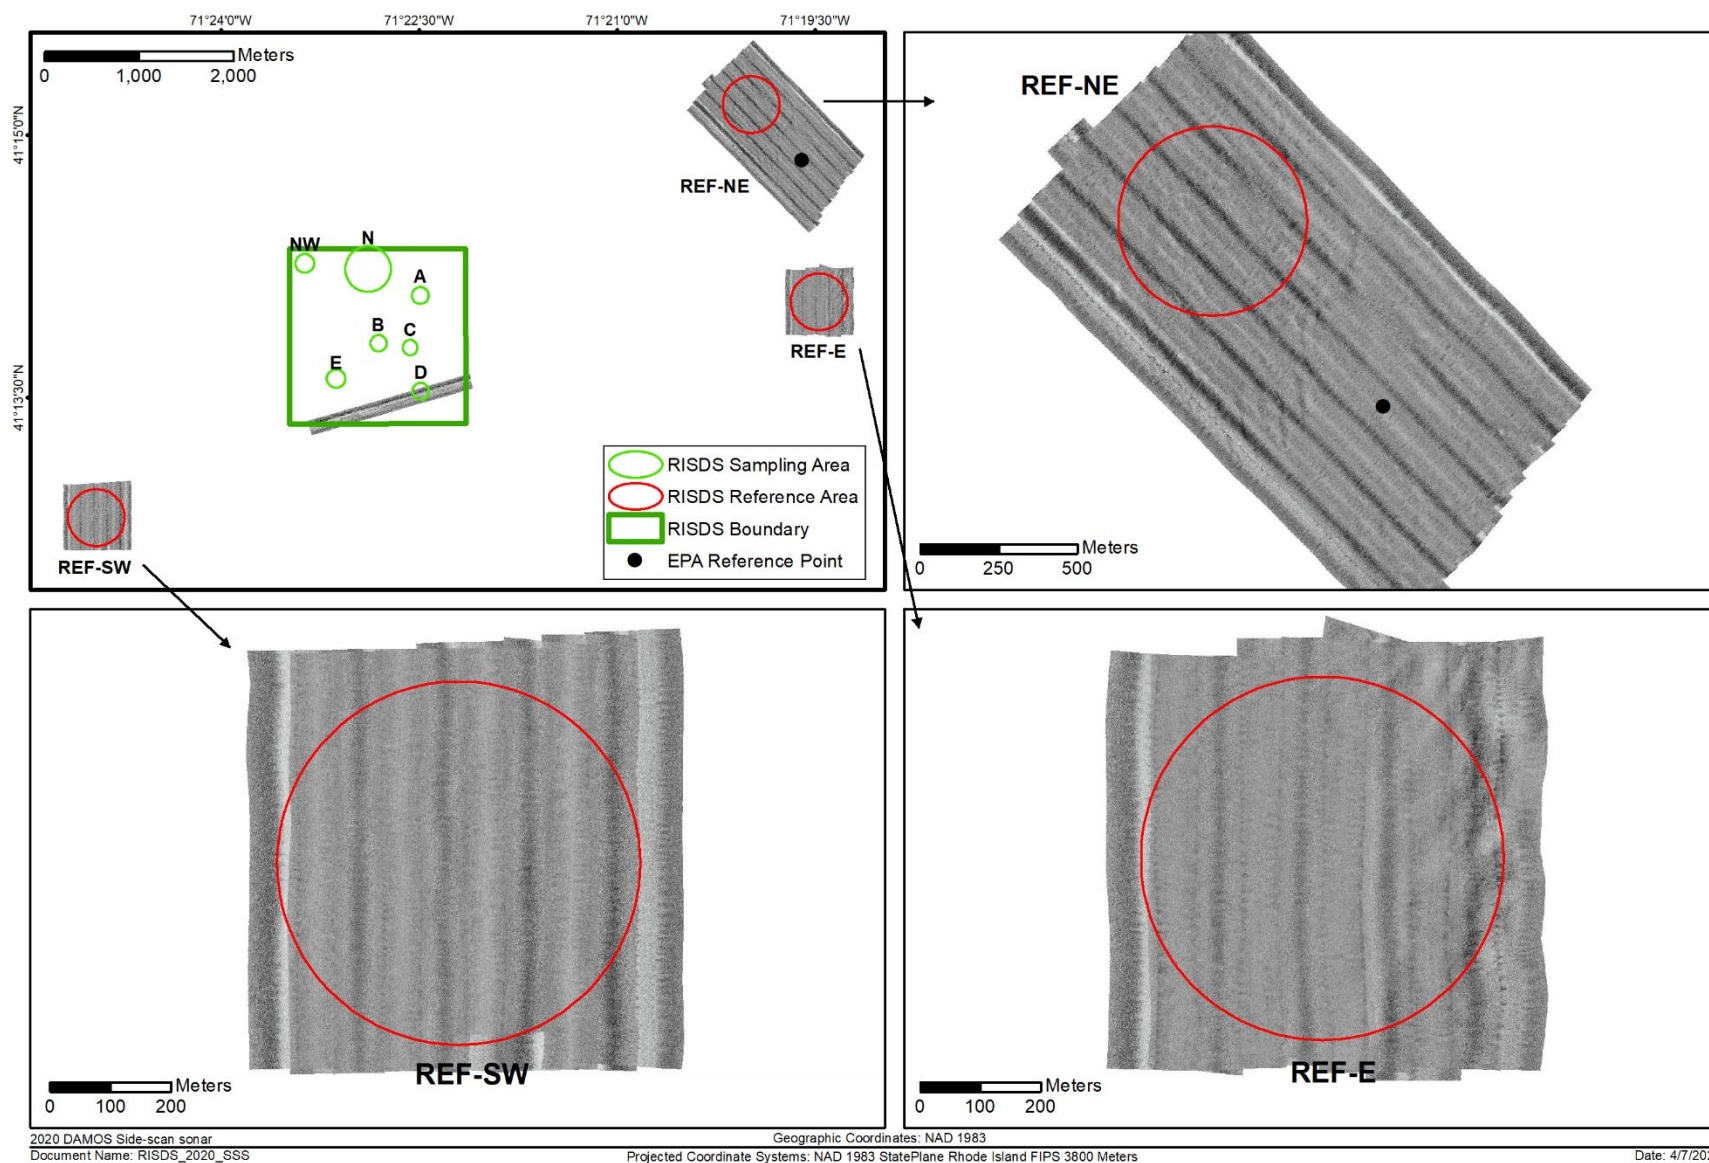 71°24'0"W 71°22'30"W 71°21'0"W 71°19'30"W
41°15'0"N
41°13'30"N
Meters
0 1,000 2,000
REF-NE
REF-E
NW
N
A
B
C
E
D
REF-SW
RISDS Sampling Area
RISDS Reference Area
RISDS Boundary
EPA Reference Point
REF-NE
Meters
0 250 500
REF-SW
Meters
0 100 200
REF-E
Meters
0 100 200
2020 DAMOS Side-scan sonar
Geographic Coordinates: NAD 1983
Document Name: RISDS_2020_SSS
Projected Coordinate Systems: NAD 1983 StatePlane Rhode Island FIPS 3800 Meters
Date: